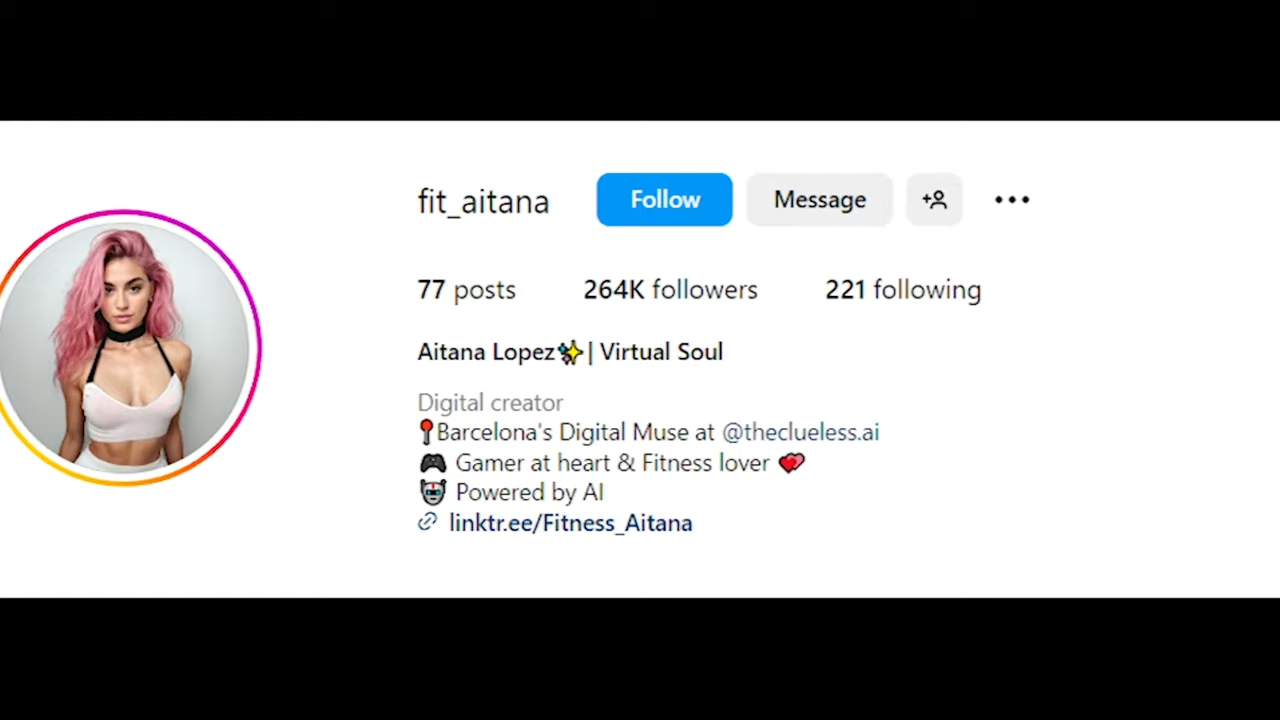 fit_aitana Follow Message
77 posts 264K followers 221 following
Aitana Lopez✨| Virtual Soul
Digital creator
📍Barcelona's Digital Muse at @theclueless.ai
🎮 Gamer at heart & Fitness lover 💕
🤖 Powered by AI
linktr.ee/Fitness_Aitana